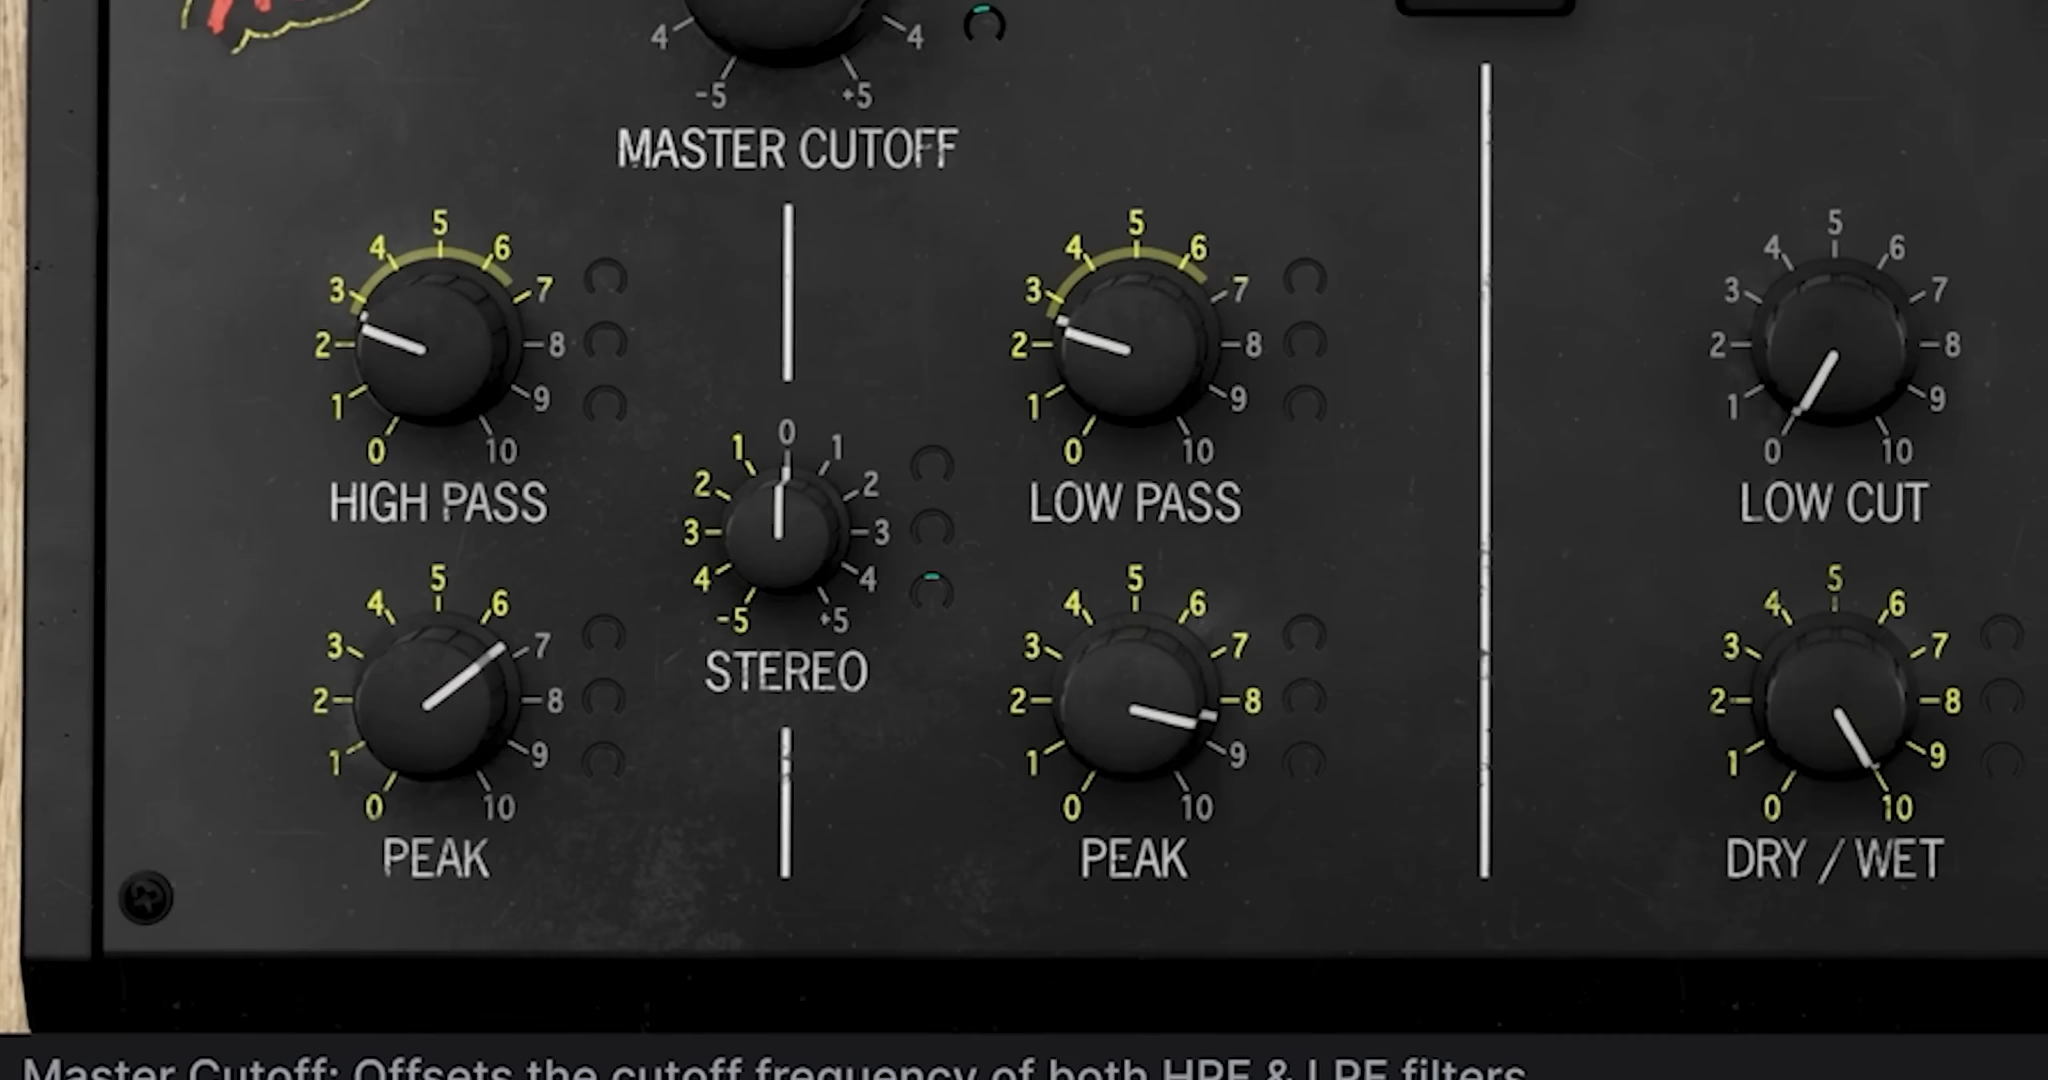 4 4
-5 +5
MASTER CUTOFF
0 1 2 3 4 5 6 7 8 9 10
HIGH PASS
0 1 2 3 4 5 6 7 8 9 10
LOW PASS
0 1 2 3 4 5 6 7 8 9 10
LOW CUT
-5 4 3 2 1 0 1 2 3 4 +5
STEREO
0 1 2 3 4 5 6 7 8 9 10
PEAK
0 1 2 3 4 5 6 7 8 9 10
PEAK
0 1 2 3 4 5 6 7 8 9 10
DRY / WET
Master Cutoff: Offsets the cutoff frequency of both HPF & LPF filters